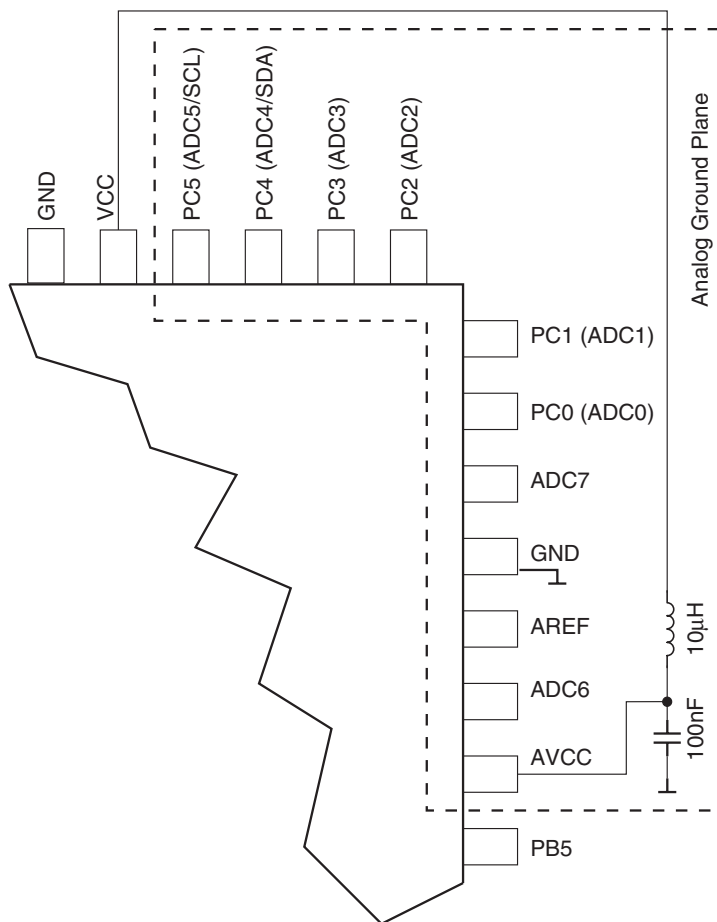 GND
VCC
PC5 (ADC5/SCL)
PC4 (ADC4/SDA)
PC3 (ADC3)
PC2 (ADC2)
Analog Ground Plane
PC1 (ADC1)
PC0 (ADC0)
ADC7
GND
AREF
ADC6
AVCC
PB5
10μH
100nF